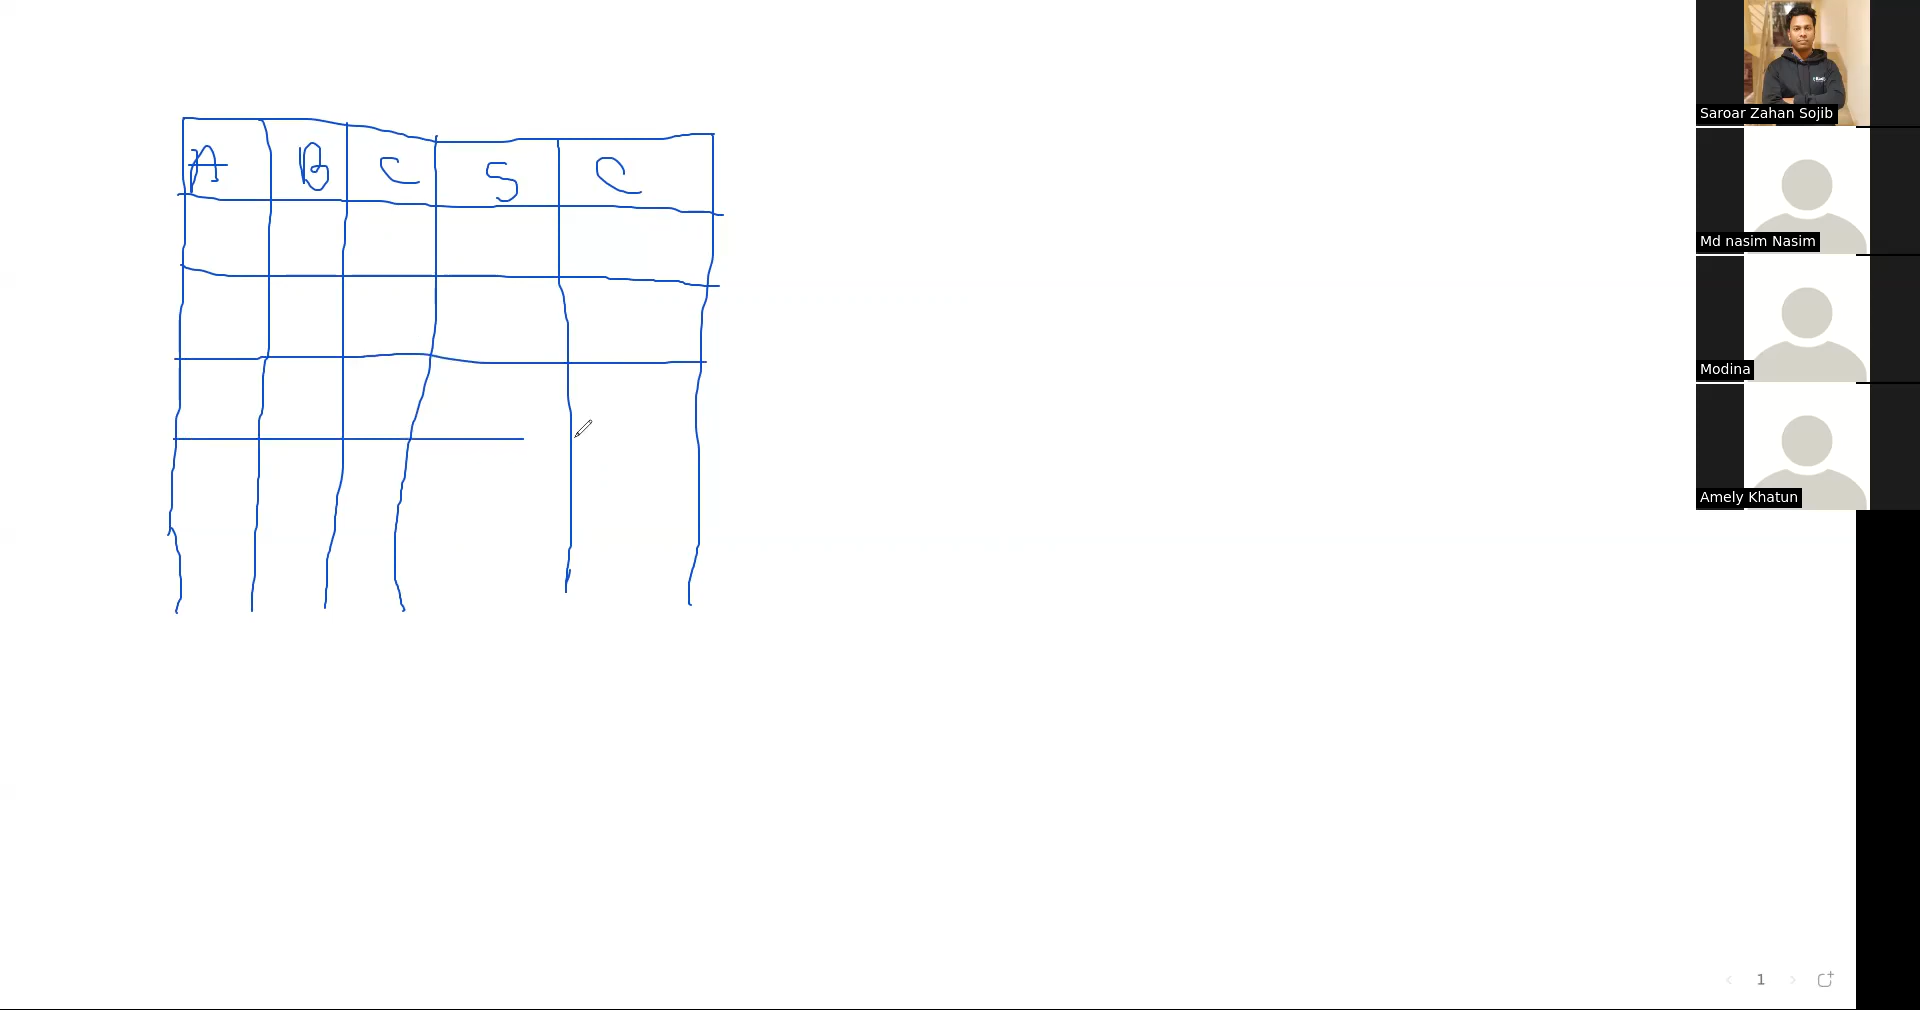 A B C S C
Saroar Zahan Sojib
Md nasim Nasim
Modina
Amely Khatun
1